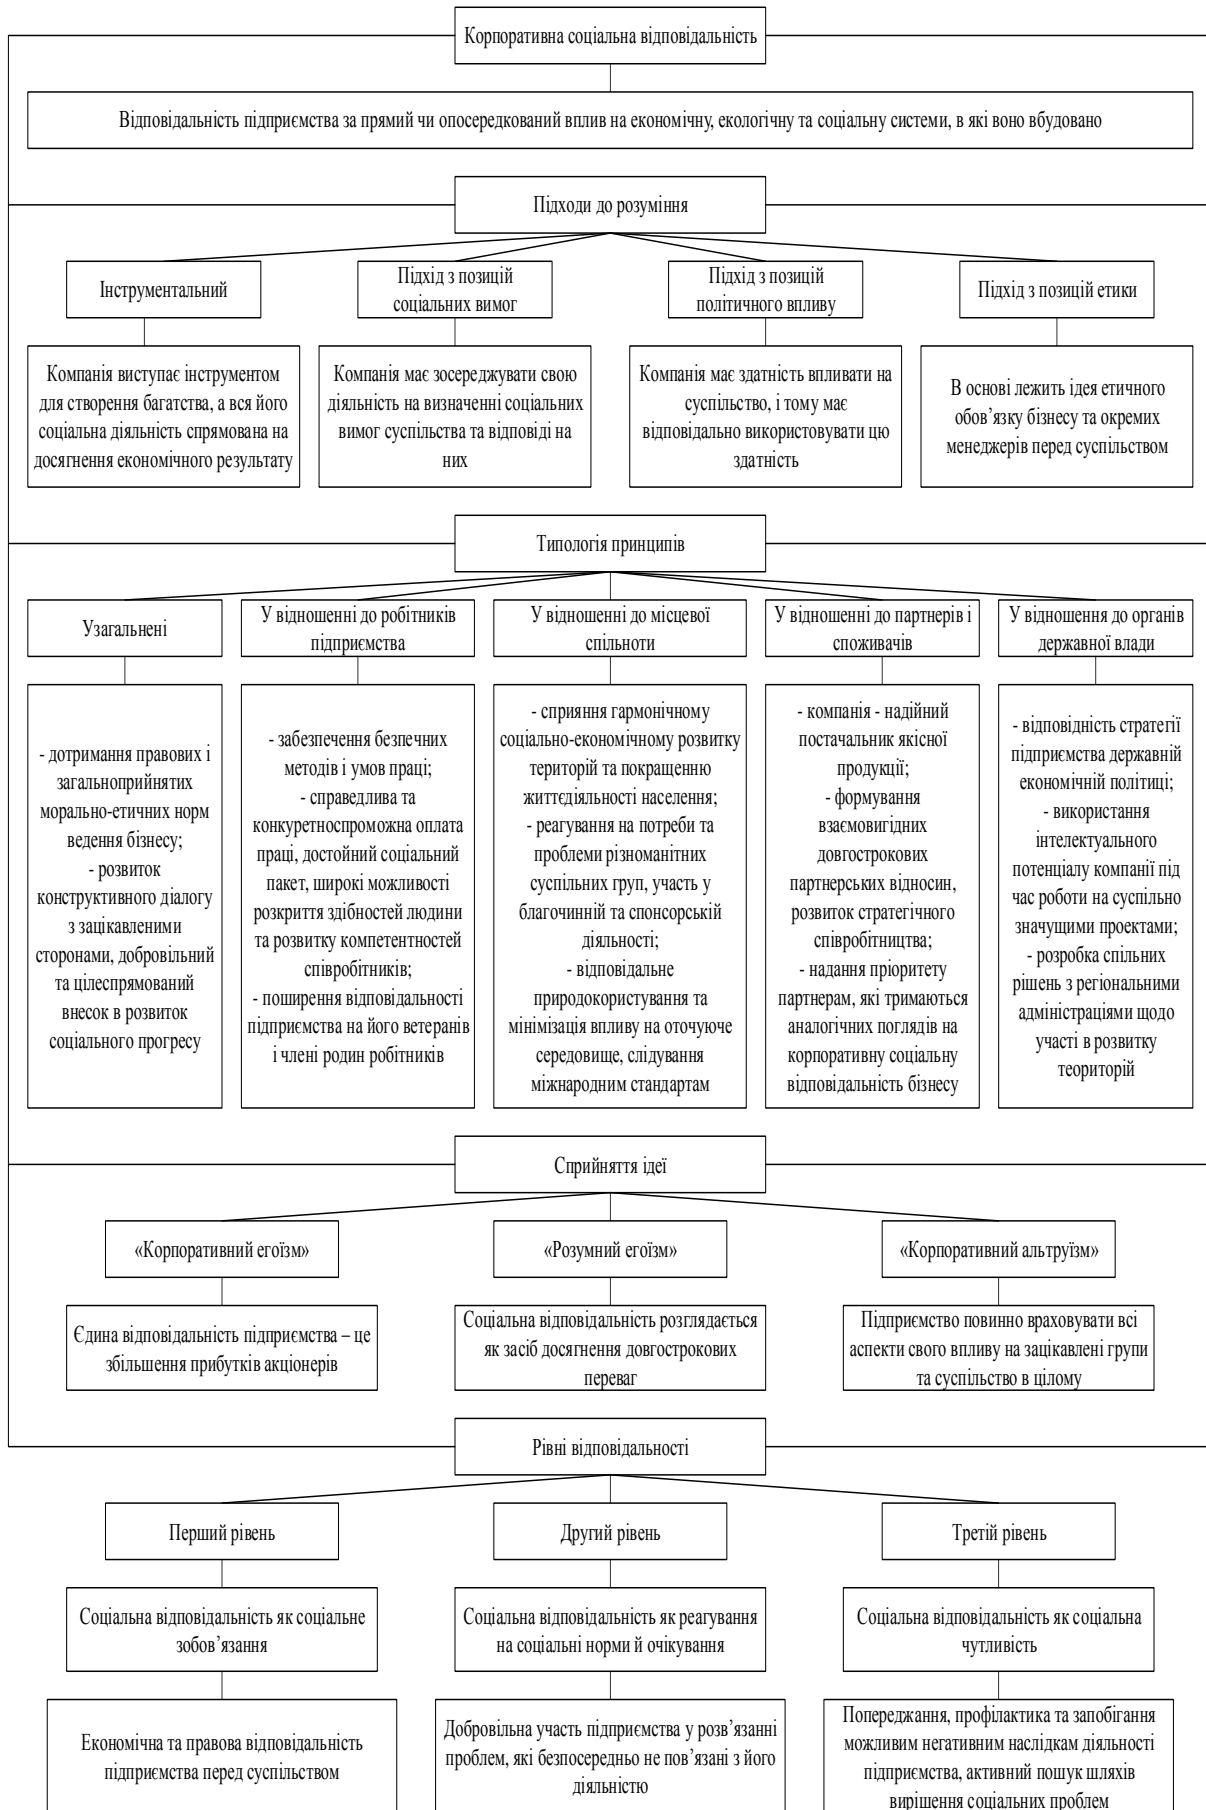 Корпоративна соціальна відповідальність
Відповідальність підприємства за прямий чи опосередкований вплив на економічну, екологічну та соціальну системи, в які воно вбудовано
Підходи до розуміння
Інструментальний
Підхід з позицій
соціальних вимог
Підхід з позицій
політичного впливу
Підхід з позицій етики
Компанія виступає інструментом
для створення багатства, а вся його
соціальна діяльність спрямована на
досягнення економічного результату
Компанія має зосереджувати свою
діяльність на визначенні соціальних
вимог суспільства та відповіді на
них
Компанія має здатність впливати на
суспільство, і тому має
відповідально використовувати цю
здатність
В основі лежить ідея етичного
обов’язку бізнесу та окремих
менеджерів перед суспільством
Типологія принципів
Узагальнені
У відношенні до робітників
підприємства
У відношенні до місцевої
спільноти
У відношенні до партнерів і
споживачів
У відношення до органів
державної влади
- дотримання правових і
загальноприйнятих
морально-етичних норм
ведення бізнесу;
- розвиток
конструктивного діалогу
з зацікавленими
сторонами, добровільний
та цілеспрямований
внесок в розвиток
соціального прогресу
- забезпечення безпечних
методів і умов праці;
- справедлива та
конкуретноспроможна оплата
праці, достойний соціальний
пакет, широкі можливості
розкриття здібностей людини
та розвитку компетентностей
співробітників;
- поширення відповідальності
підприємства на його ветеранів
і члені родин робітників
- сприяння гармонічному
соціально-економічному розвитку
територій та покращенню
життєдіяльності населення;
- реагування на потреби та
проблеми різноманітних
суспільних груп, участь у
благочинній та спонсорській
діяльності;
- відповідальне
природокористування та
мінімізація впливу на оточуюче
середовище, слідування
міжнародним стандартам
- компанія - надійний
постачальник якісної
продукції;
- формування
взаємовигідних
довгострокових
партнерських відносин,
розвиток стратегічного
співробітництва;
- надання пріоритету
партнерам, які тримаються
аналогічних поглядів на
корпоративну соціальну
відповідальність бізнесу
- відповідність стратегії
підприємства державній
економічній політиці;
- використання
інтелектуального
потенціалу компанії під
час роботи на суспільно
значущими проектами;
- розробка спільних
рішень з регіональними
адміністраціями щодо
участі в розвитку
теориторій
Сприйняття ідеї
«Корпоративний егоїзм»
«Розумний егоїзм»
«Корпоративний альтруїзм»
Єдина відповідальність підприємства – це
збільшення прибутків акціонерів
Соціальна відповідальність розглядається
як засіб досягнення довгострокових
переваг
Підприємство повинно враховувати всі
аспекти свого впливу на зацікавлені групи
та суспільство в цілому
Рівні відповідальності
Перший рівень
Другий рівень
Третій рівень
Соціальна відповідальність як соціальне
зобов’язання
Соціальна відповідальність як реагування
на соціальні норми й очікування
Соціальна відповідальність як соціальна
чутливість
Економічна та правова відповідальність
підприємства перед суспільством
Добровільна участь підприємства у розв’язанні
проблем, які безпосередньо не пов’язані з його
діяльністю
Попереджання, профілактика та запобігання
можливим негативним наслідкам діяльності
підприємства, активний пошук шляхів
вирішення соціальних проблем